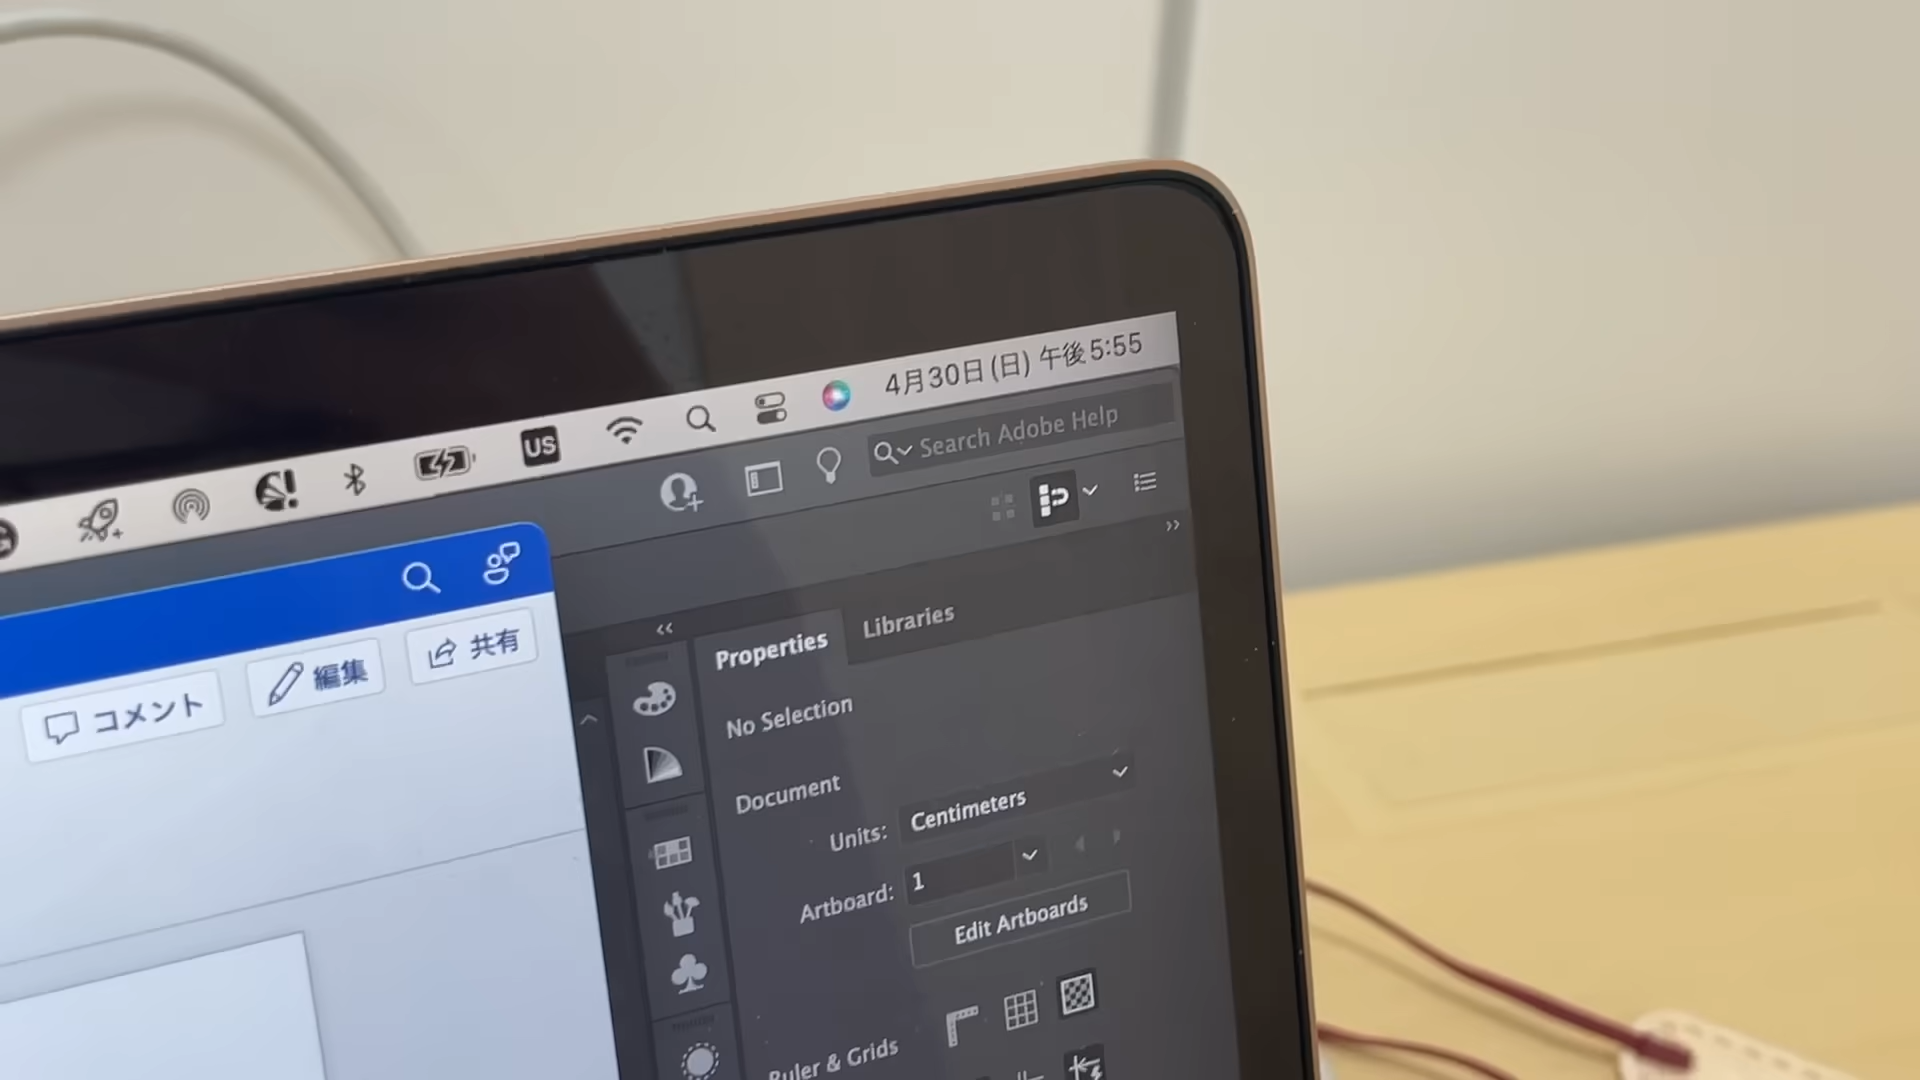 US
4月30日(日) 午後5:55
Search Adobe Help
コメント
編集
共有
Properties
Libraries
No Selection
Document
Units:
Centimeters
Artboard:
1
Edit Artboards
Ruler & Grids